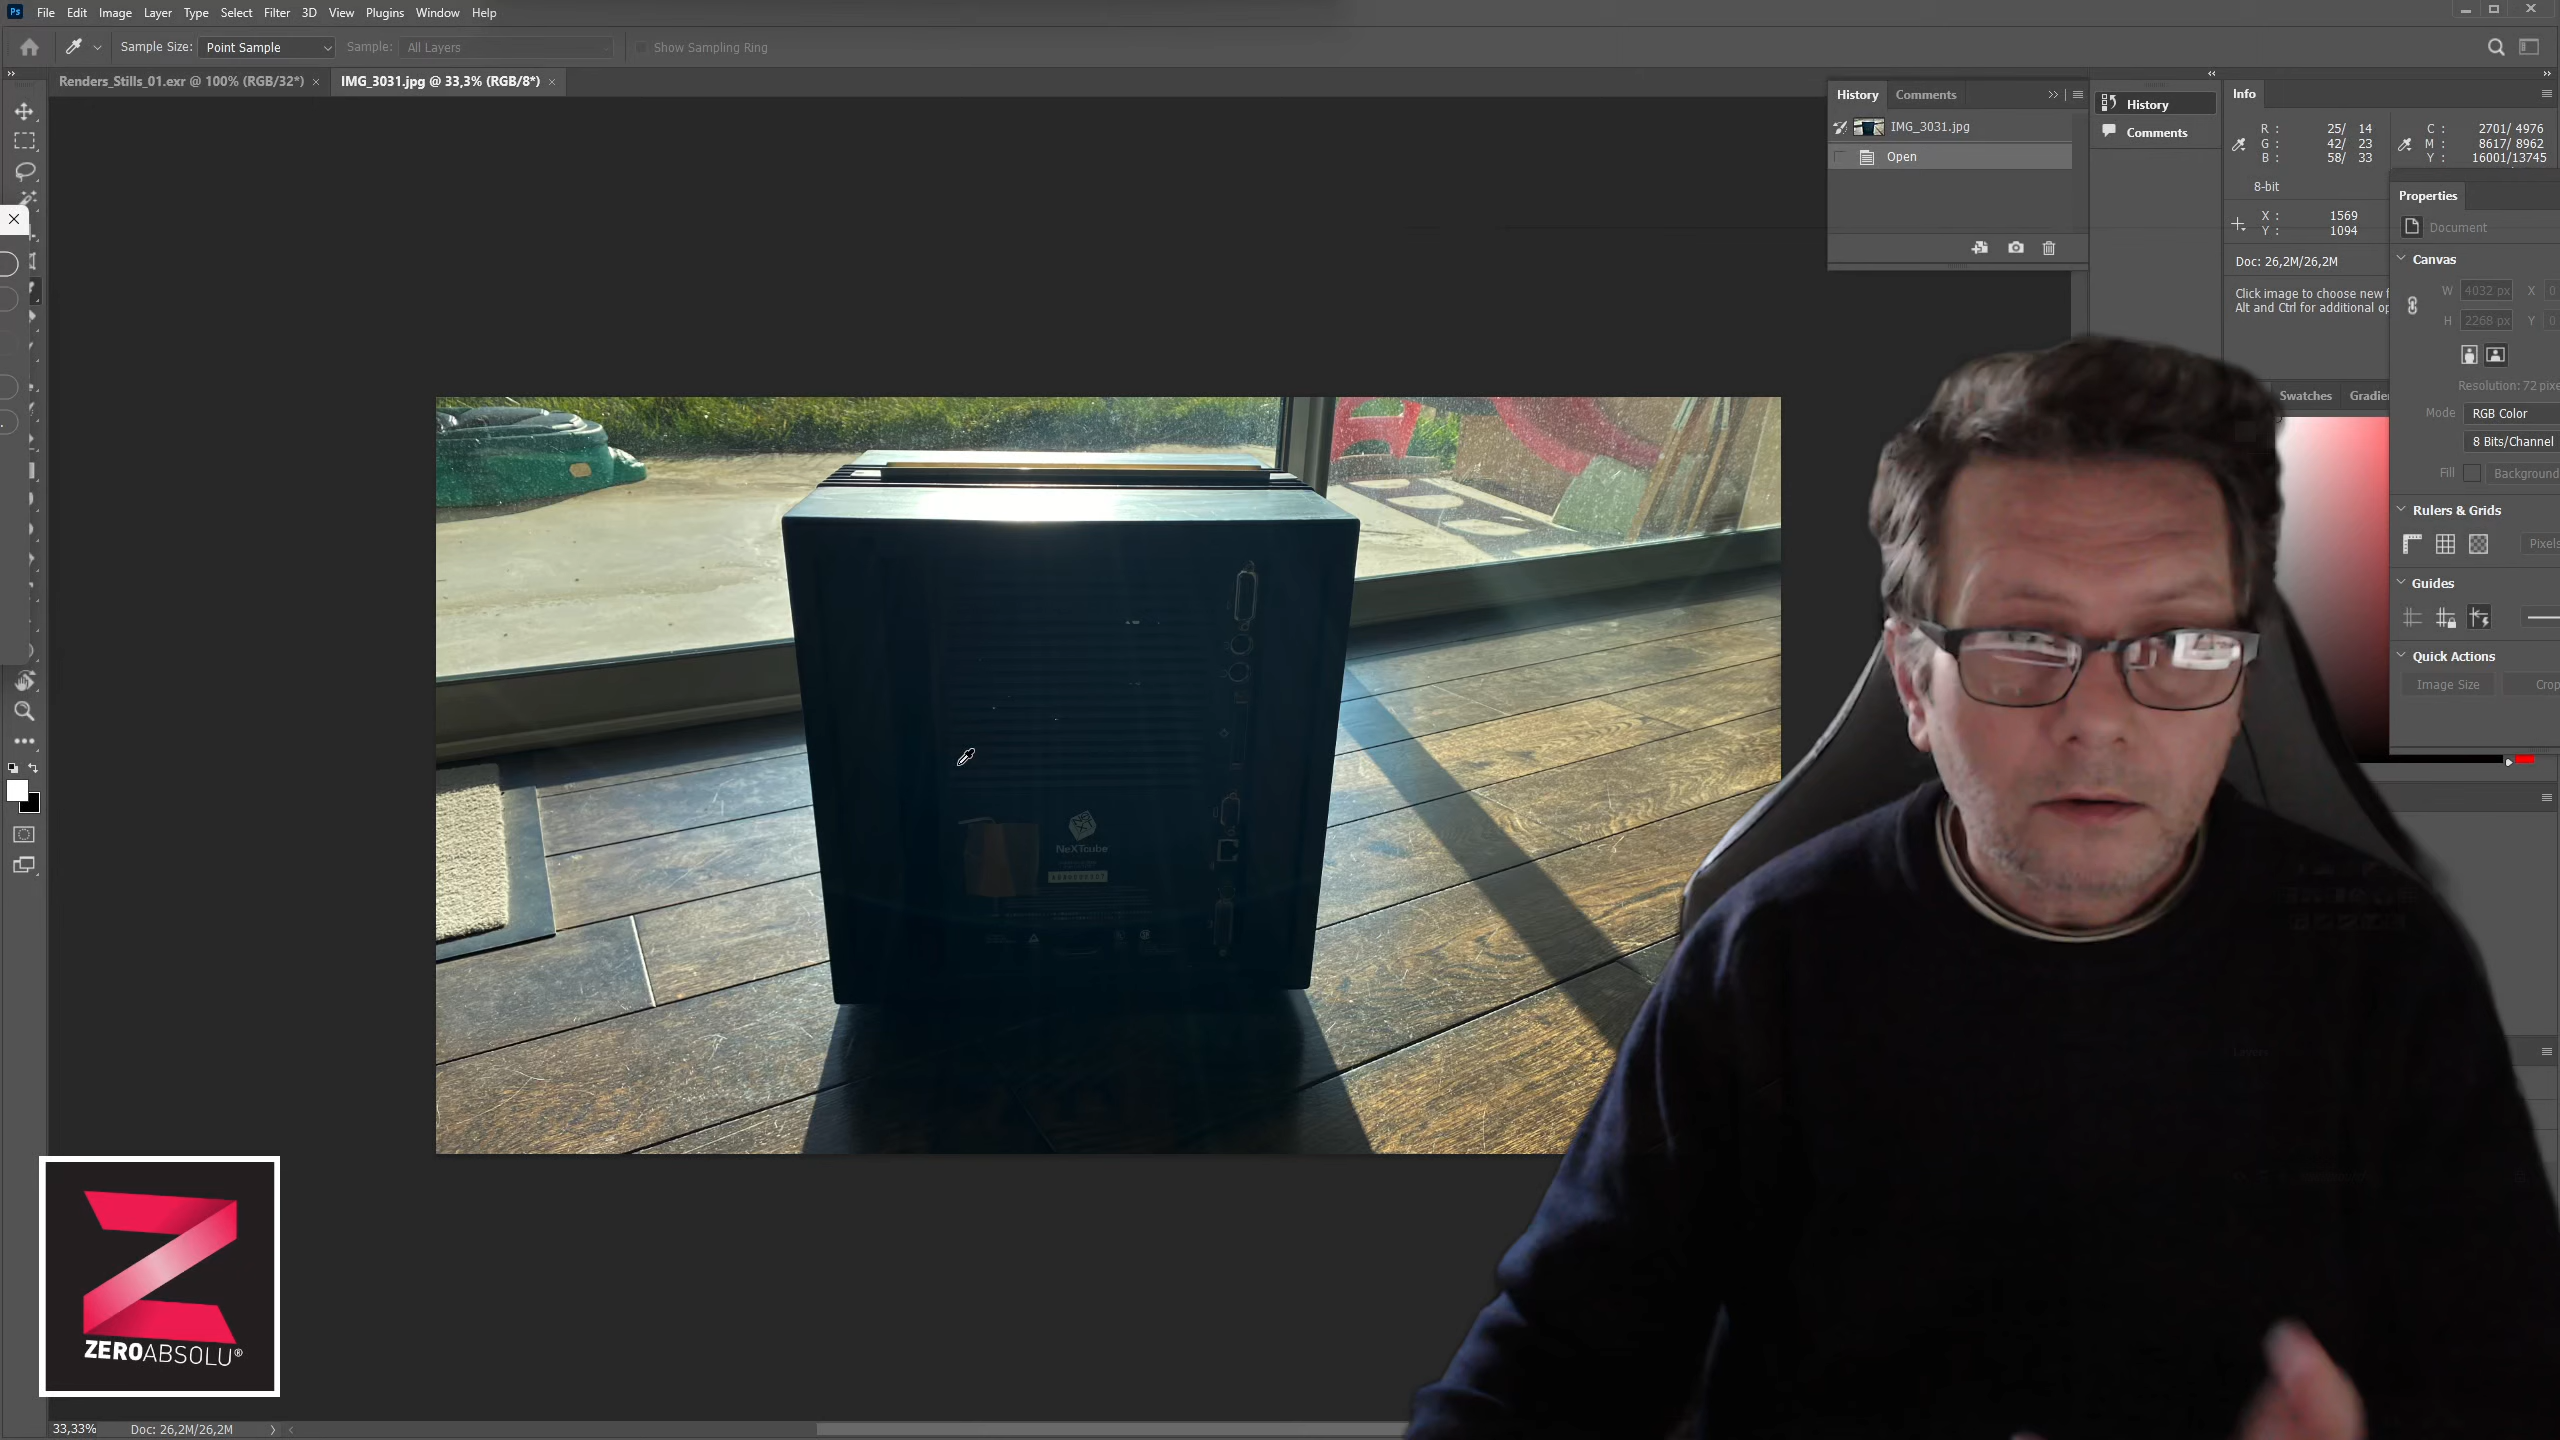 Ps File Edit Image Layer Type Select Filter 3D View Plugins Window Help
Sample Size: Point Sample Sample: All Layers Show Sampling Ring
Renders_Stills_01.exr @ 100% (RGB/32*) × IMG_3031.jpg @ 33,3% (RGB/8*) ×
History Comments
IMG_3031.jpg
Open
History
Comments
Info
R : 25/ 14
G : 42/ 23
B : 58/ 33
C : 2701/ 4976
M : 8617/ 8962
Y : 16001/13745
8-bit
X : 1569
Y : 1094
Doc: 26,2M/26,2M
Click image to choose new f
Alt and Ctrl for additional op
Properties
Document
Canvas
W 4032 px X 0
H 2268 px Y 0
Resolution: 72 pixe
Mode RGB Color
8 Bits/Channel
Fill Background
Swatches Gradie
Rulers & Grids
Pixels
Guides
Quick Actions
Image Size Crop
NeXTcube
ZEROABSOLU®
33,33% Doc: 26,2M/26,2M